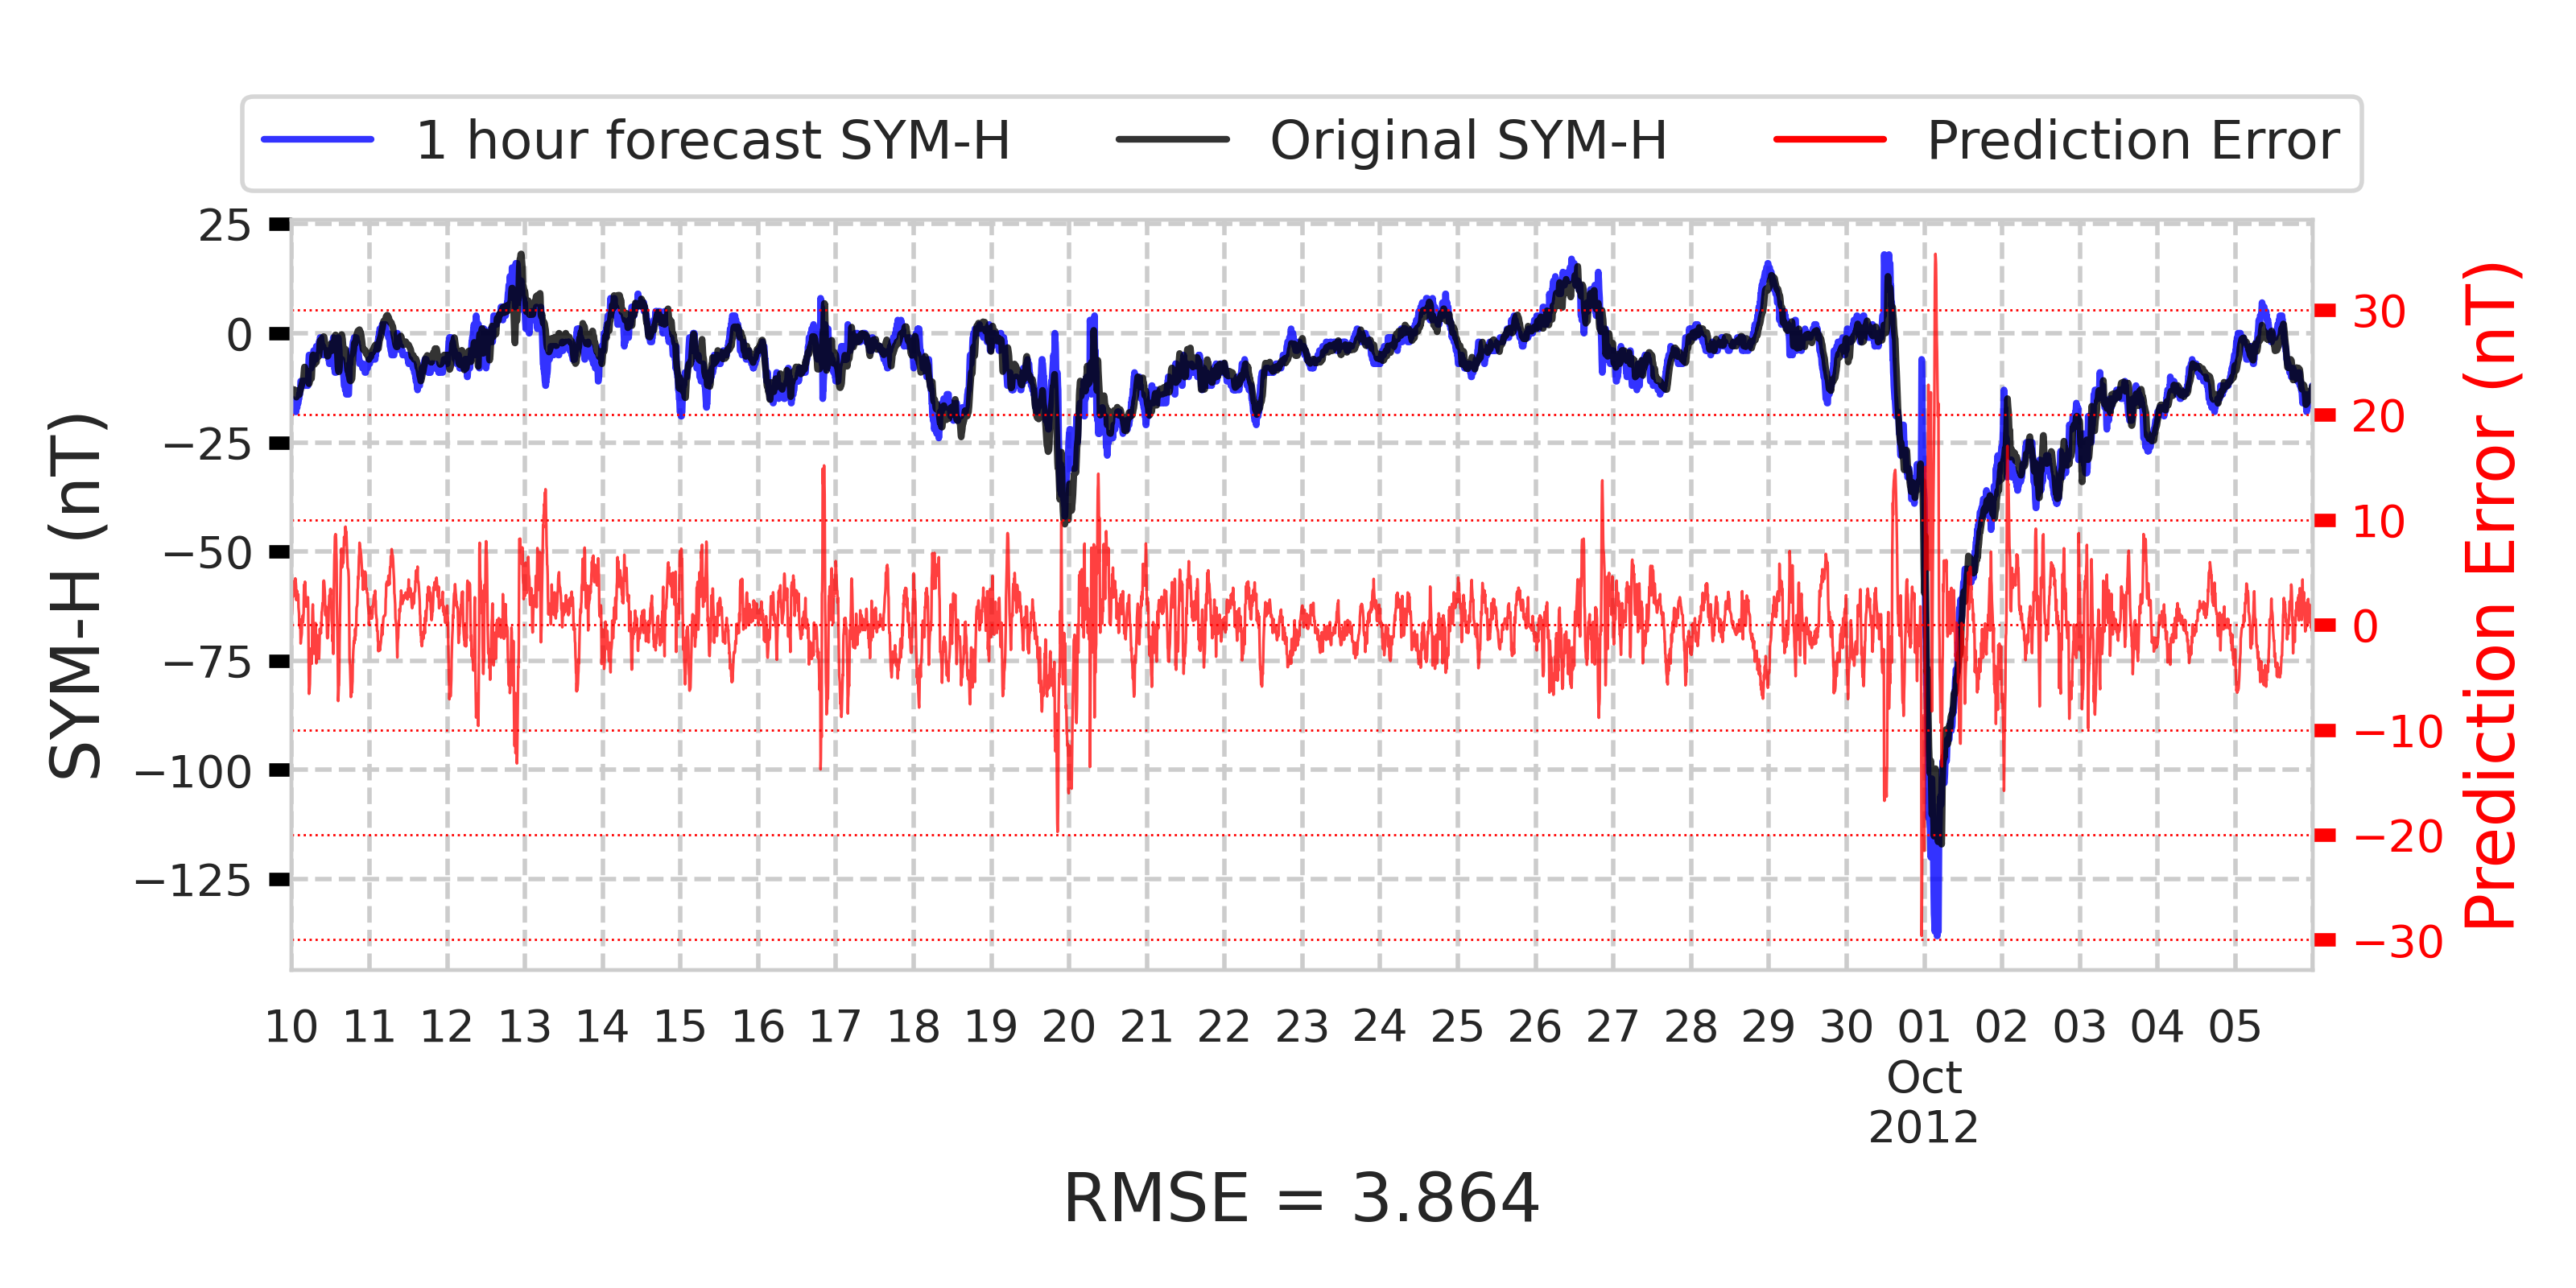 1 hour forecast SYM-H Original SYM-H Prediction Error
SYM-H (nT)
25
0
−25
−50
−75
−100
−125
30
20
10
0
−10
−20
−30
Prediction Error (nT)
10 11 12 13 14 15 16 17 18 19 20 21 22 23 24 25 26 27 28 29 30 01 02 03 04 05
Oct
2012
RMSE = 3.864